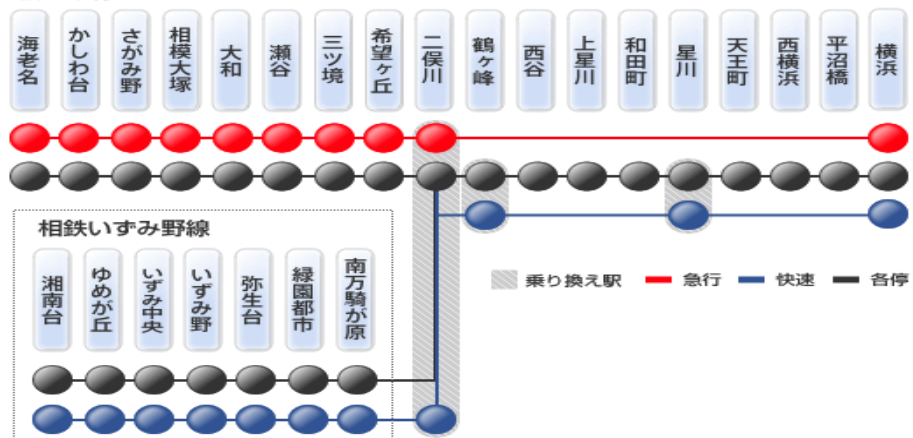 海老名
かしわ台
さがみ野
相模大塚
大和
瀬谷
三ツ境
希望ヶ丘
二俣川
鶴ヶ峰
西谷
上星川
和田町
星川
天王町
西横浜
平沼橋
横浜
相鉄いずみ野線
湘南台
ゆめが丘
いずみ中央
いずみ野
弥生台
緑園都市
南万騎が原
乗り換え駅 急行 快速 各停